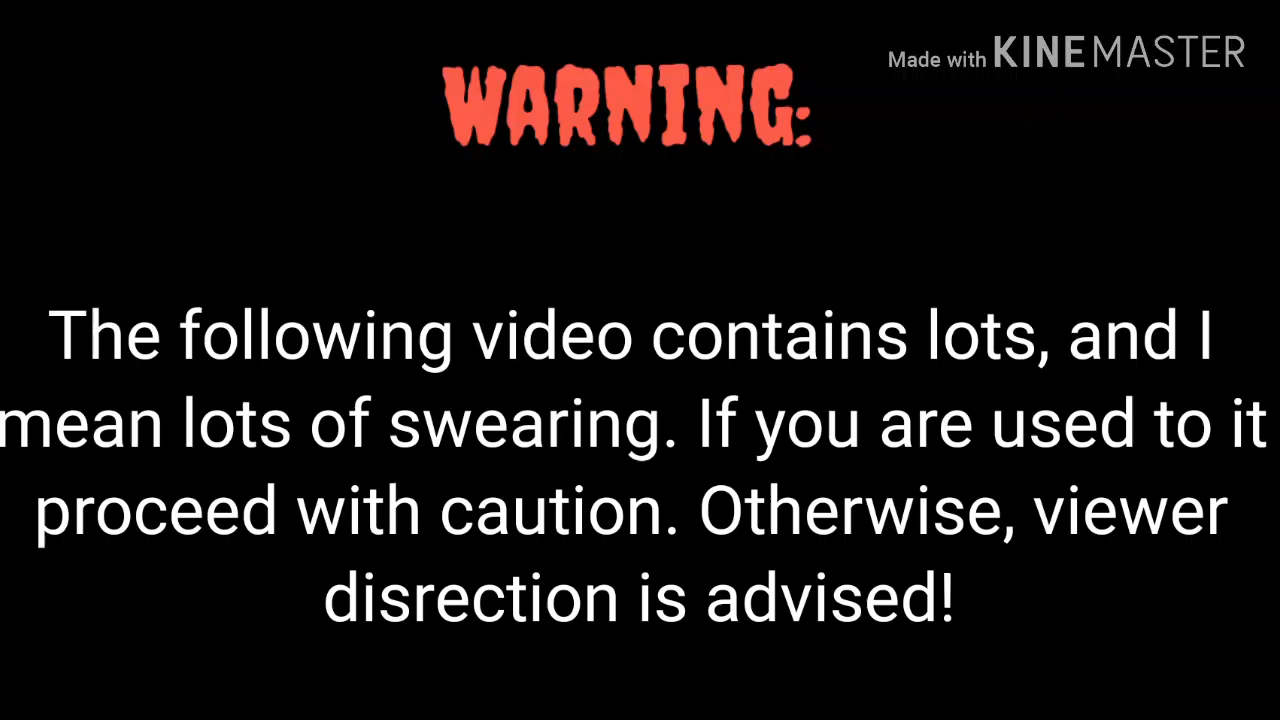 Made with KINEMASTER
WARNING:
The following video contains lots, and I
mean lots of swearing. If you are used to it
proceed with caution. Otherwise, viewer
disrection is advised!